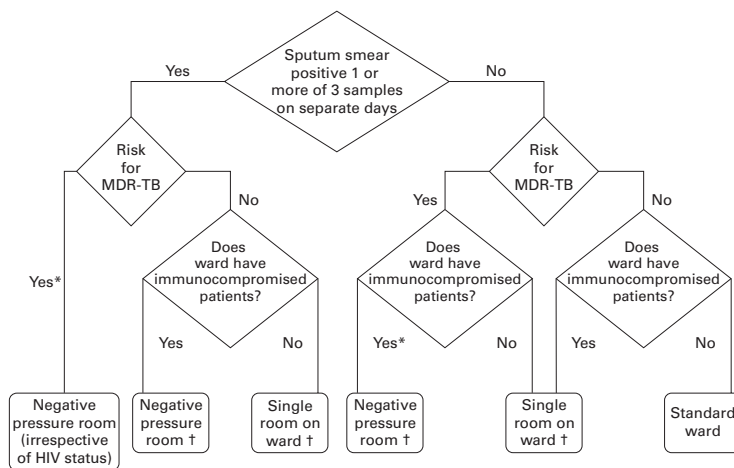 Sputum smear
positive 1 or
more of 3 samples
on separate days
Yes
No
Risk
for
MDR-TB
Risk
for
MDR-TB
No
Yes
No
Yes*
Does
ward have
immunocompromised
patients?
Does
ward have
immunocompromised
patients?
Does
ward have
immunocompromised
patients?
Yes
No
Yes*
No
Yes
No
Negative
pressure room
(irrespective
of HIV status)
Negative
pressure
room †
Single
room on
ward †
Negative
pressure
room †
Single
room on
ward †
Standard
ward